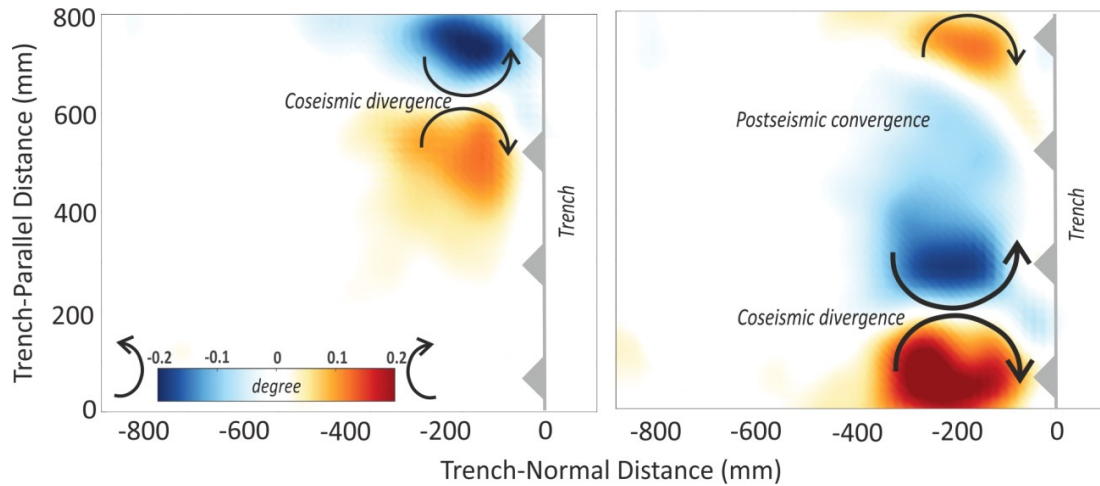 800
600
400
200
0
Trench-Parallel Distance (mm)
Coseismic divergence
Trench
-0.2 -0.1 0 0.1 0.2
degree
-800 -600 -400 -200 0
Postseismic convergence
Coseismic divergence
Trench
-800 -600 -400 -200 0
Trench-Normal Distance (mm)